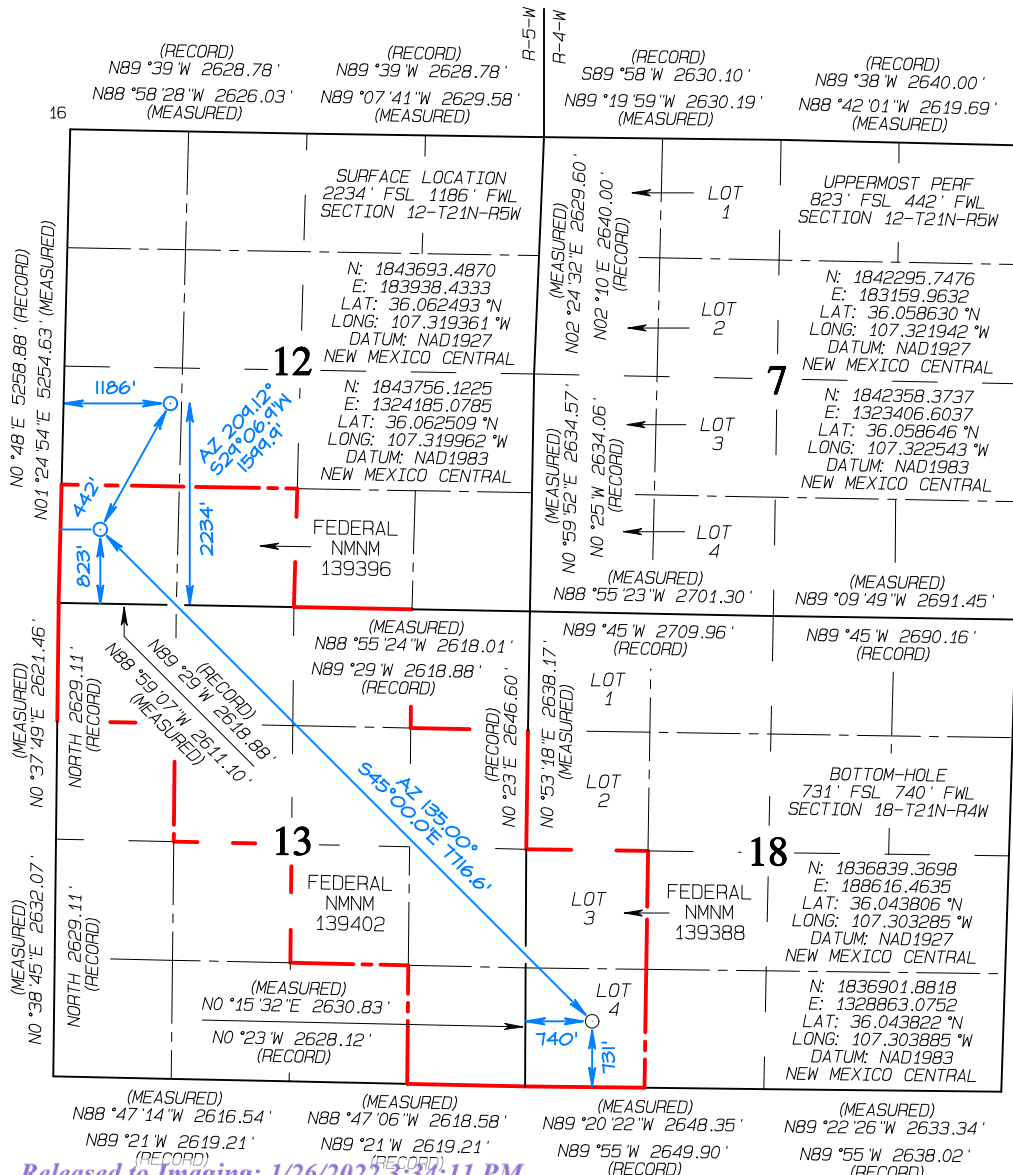 R-5-W
R-4-W
(RECORD)
N89°39'W 2628.78'
N88°58'28"W 2626.03'
(MEASURED)
(RECORD)
N89°39'W 2628.78'
N89°07'41"W 2629.58'
(MEASURED)
(RECORD)
S89°58'W 2630.10'
N89°19'59"W 2630.19'
(MEASURED)
(RECORD)
N89°38'W 2640.00'
N88°42'01"W 2619.69'
(MEASURED)
16
SURFACE LOCATION
2234' FSL 1186' FWL
SECTION 12-T21N-R5W
N: 1843693.4870
E: 183938.4333
LAT: 36.062493 °N
LONG: 107.319361 °W
DATUM: NAD1927
NEW MEXICO CENTRAL
12
N: 1843756.1225
E: 1324185.0785
LAT: 36.062509 °N
LONG: 107.319962 °W
DATUM: NAD1983
NEW MEXICO CENTRAL
(MEASURED)
N02°24'32"E 2629.60'
N02°10'E 2640.00'
(RECORD)
LOT
1
LOT
2
LOT
3
LOT
4
UPPERMOST PERF
823' FSL 442' FWL
SECTION 12-T21N-R5W
N: 1842295.7476
E: 183159.9632
LAT: 36.058630 °N
LONG: 107.321942 °W
DATUM: NAD1927
NEW MEXICO CENTRAL
7
N: 1842358.3737
E: 1323406.6037
LAT: 36.058646 °N
LONG: 107.322543 °W
DATUM: NAD1983
NEW MEXICO CENTRAL
N0°48'E 5258.88' (RECORD)
N01°24'54"E 5254.63' (MEASURED)
1186'
AZ 209.12°
S29°06.9'W
1599.9'
442'
2234'
823'
FEDERAL
NMNM
139396
(MEASURED)
N0°59'52"E 2634.57'
N0°25'W 2634.06'
(RECORD)
(MEASURED)
N88°55'23"W 2701.30'
(MEASURED)
N89°09'49"W 2691.45'
(MEASURED)
N88°55'24"W 2618.01'
N89°29'W 2618.88'
(RECORD)
N89°45'W 2709.96'
(RECORD)
N89°45'W 2690.16'
(RECORD)
(RECORD)
N89°29'W 2618.88'
N88°59'07"W 2611.10'
(MEASURED)
(MEASURED)
N0°37'49"E 2621.46'
NORTH 2629.11'
(RECORD)
(RECORD)
N0°23'E 2646.60'
N0°53'18"E 2638.17'
(MEASURED)
LOT
1
LOT
2
AZ 135.00°
S45°00.0'E 7716.6'
BOTTOM-HOLE
731' FSL 740' FWL
SECTION 18-T21N-R4W
13
18
FEDERAL
NMNM
139402
LOT
3
FEDERAL
NMNM
139388
N: 1836839.3698
E: 188616.4635
LAT: 36.043806 °N
LONG: 107.303285 °W
DATUM: NAD1927
NEW MEXICO CENTRAL
(MEASURED)
N0°38'45"E 2632.07'
NORTH 2629.11'
(RECORD)
(MEASURED)
N0°15'32"E 2630.83'
N0°23'W 2628.12'
(RECORD)
LOT
4
740'
731'
N: 1836901.8818
E: 1328863.0752
LAT: 36.043822 °N
LONG: 107.303885 °W
DATUM: NAD1983
NEW MEXICO CENTRAL
(MEASURED)
N88°47'14"W 2616.54'
N89°21'W 2619.21'
(RECORD)
(MEASURED)
N88°47'06"W 2618.58'
N89°21'W 2619.21'
(RECORD)
(MEASURED)
N89°20'22"W 2648.35'
N89°55'W 2649.90'
(RECORD)
(MEASURED)
N89°22'26"W 2633.34'
N89°55'W 2638.02'
(RECORD)
Released to Imaging: 1/26/2022 3:34:11 PM